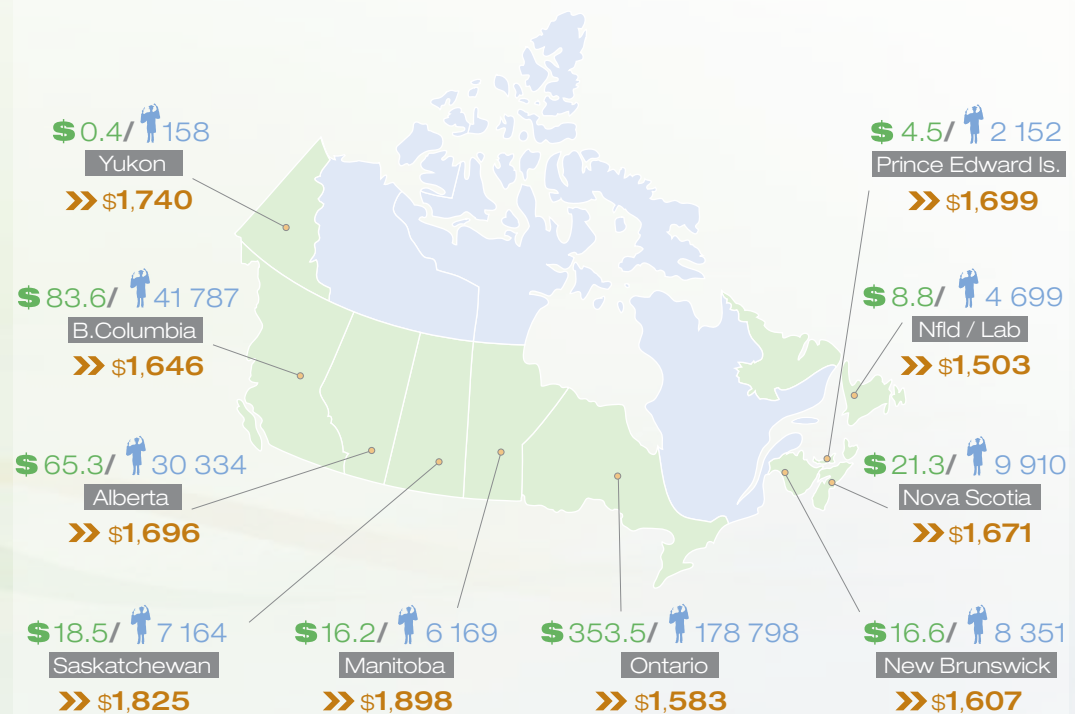 $ 0.4/ 158
Yukon
$1,740
$ 83.6/ 41 787
B.Columbia
$1,646
$ 65.3/ 30 334
Alberta
$1,696
$ 18.5/ 7 164
Saskatchewan
$1,825
$ 16.2/ 6 169
Manitoba
$1,898
$ 353.5/ 178 798
Ontario
$1,583
$ 4.5/ 2 152
Prince Edward Is.
$1,699
$ 8.8/ 4 699
Nfld / Lab
$1,503
$ 21.3/ 9 910
Nova Scotia
$1,671
$ 16.6/ 8 351
New Brunswick
$1,607